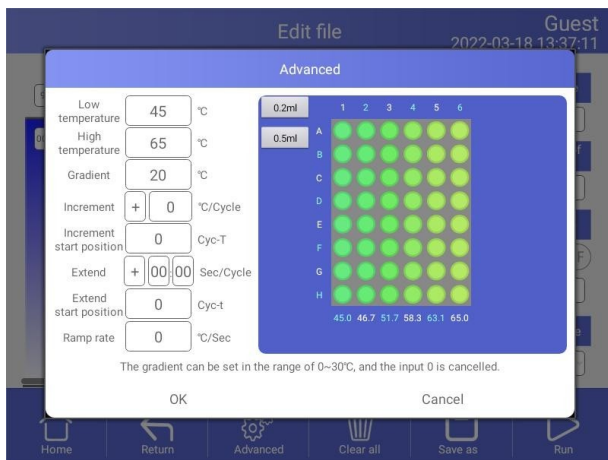 Edit file
Guest
2022-03-18 13:37:11
Advanced
Low temperature 45 ℃
High temperature 65 ℃
Gradient 20 ℃
Increment + 0 ℃/Cycle
Increment start position 0 Cyc-T
Extend + 00:00 Sec/Cycle
Extend start position 0 Cyc-t
Ramp rate 0 ℃/Sec
0.2ml
0.5ml
1 2 3 4 5 6
A
B
C
D
E
F
G
H
45.0 46.7 51.7 58.3 63.1 65.0
The gradient can be set in the range of 0~30℃, and the input 0 is cancelled.
OK Cancel
Home Return Advanced Clear all Save as Run